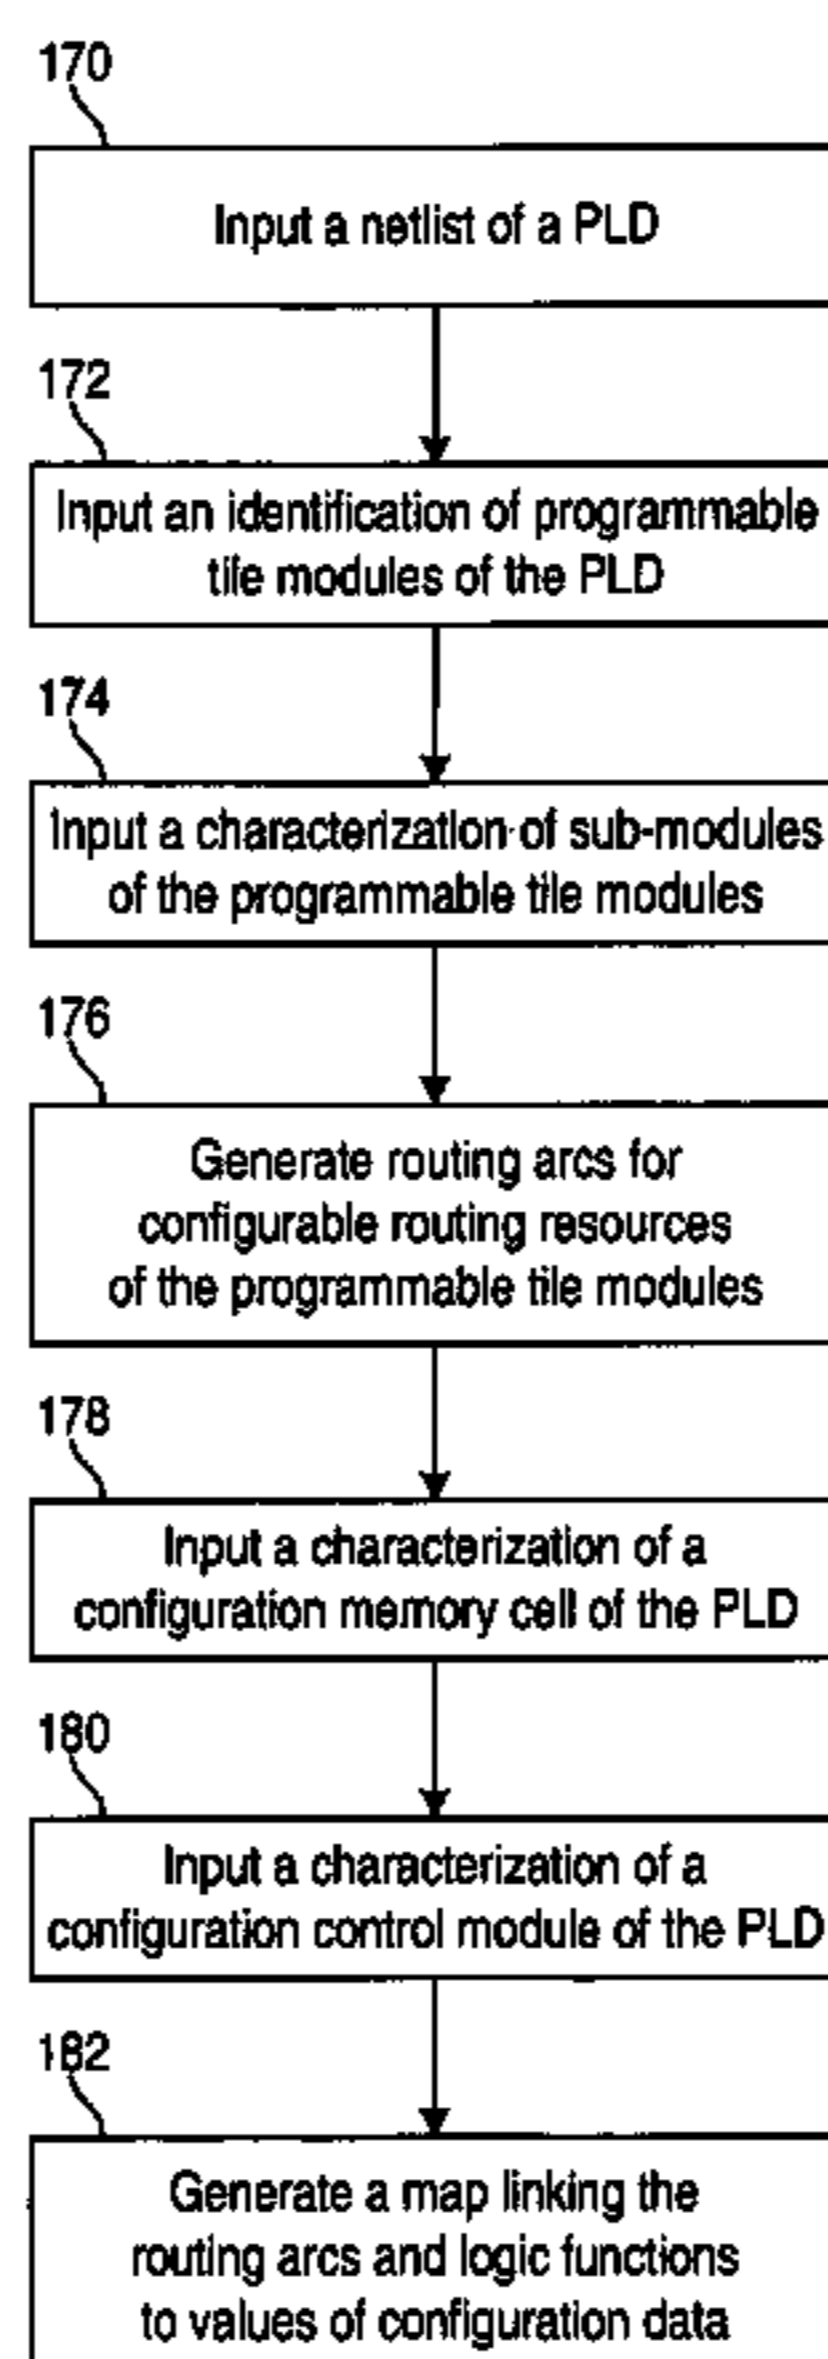 170
Input a netlist of a PLD
172
Input an identification of programmable
tile modules of the PLD
174
Input a characterization of sub-modules
of the programmable tile modules
176
Generate routing arcs for
configurable routing resources
of the programmable tile modules
178
Input a characterization of a
configuration memory cell of the PLD
180
Input a characterization of a
configuration control module of the PLD
182
Generate a map linking the
routing arcs and logic functions
to values of configuration data